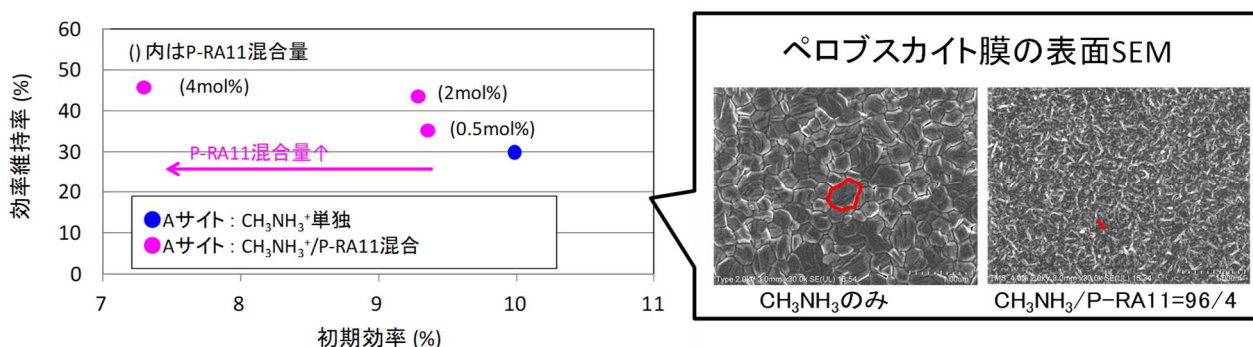 60
50
40
30
20
10
0
7
8
9
10
11
効率維持率 (%)
初期効率 (%)
()内はP-RA11混合量
(4mol%)
(2mol%)
(0.5mol%)
P-RA11混合量↑
Aサイト : CH₃NH₃⁺単独
Aサイト : CH₃NH₃⁺/P-RA11混合
ペロブスカイト膜の表面SEM
CH₃NH₃のみ
CH₃NH₃/P-RA11=96/4